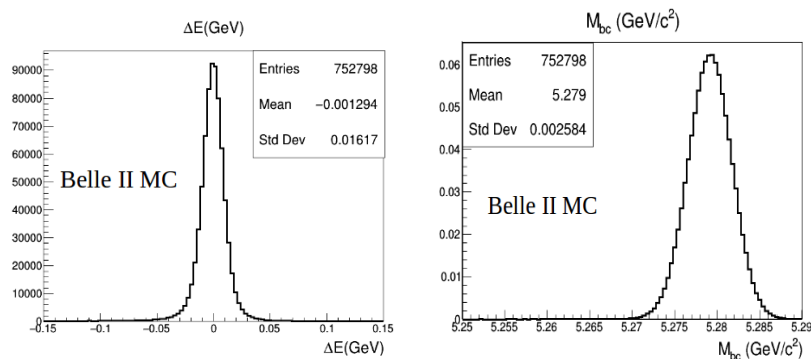 ΔE(GeV)
Entries 752798
Mean −0.001294
Std Dev 0.01617
Belle II MC
90000
80000
70000
60000
50000
40000
30000
20000
10000
0
−0.15 −0.1 −0.05 0 0.05 0.1 0.15
ΔE(GeV)
M_bc (GeV/c²)
Entries 752798
Mean 5.279
Std Dev 0.002584
Belle II MC
0.06
0.05
0.04
0.03
0.02
0.01
0
5.25 5.255 5.26 5.265 5.27 5.275 5.28 5.285 5.29
M_bc (GeV/c²)